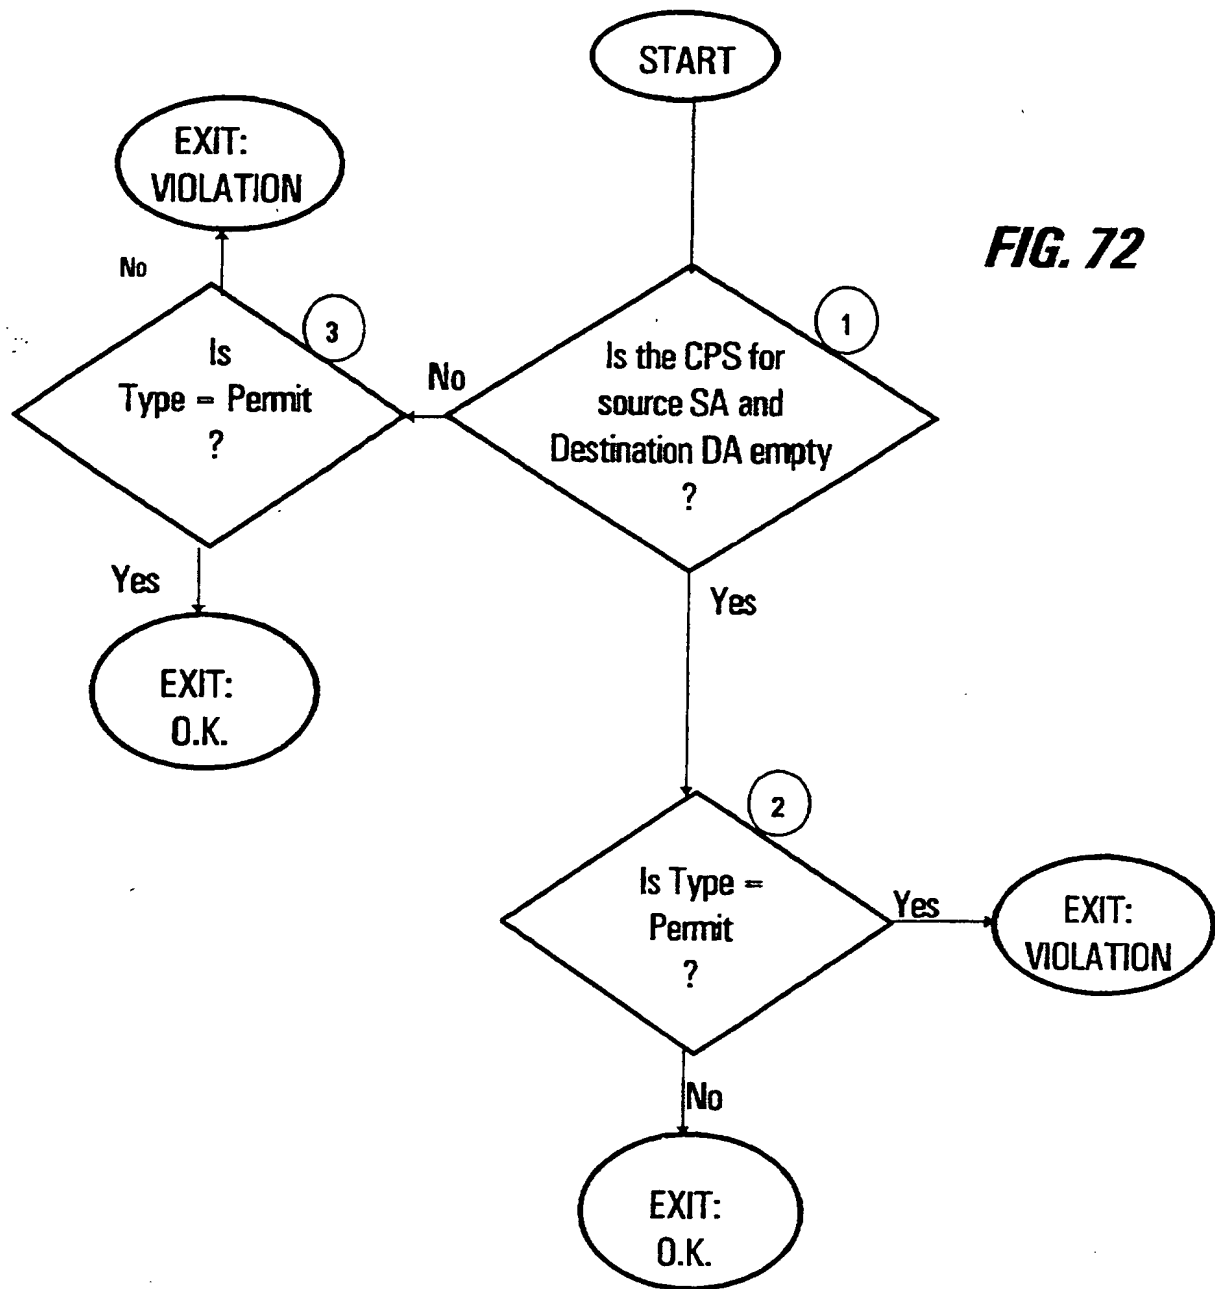 START
EXIT:
VIOLATION
FIG. 72
No
3
1
Is
Type = Permit
?
No
Is the CPS for
source SA and
Destination DA empty
?
Yes
Yes
EXIT:
O.K.
2
Is Type =
Permit
?
Yes
EXIT:
VIOLATION
No
EXIT:
O.K.